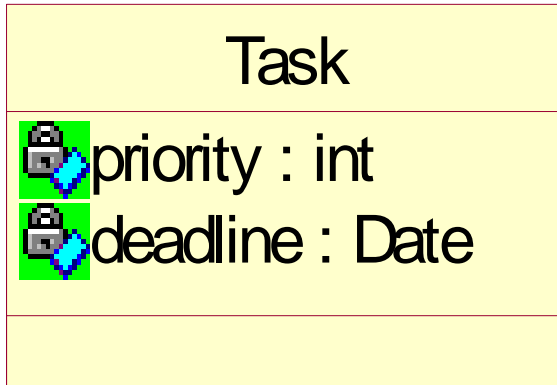 Task
priority : int
deadline : Date